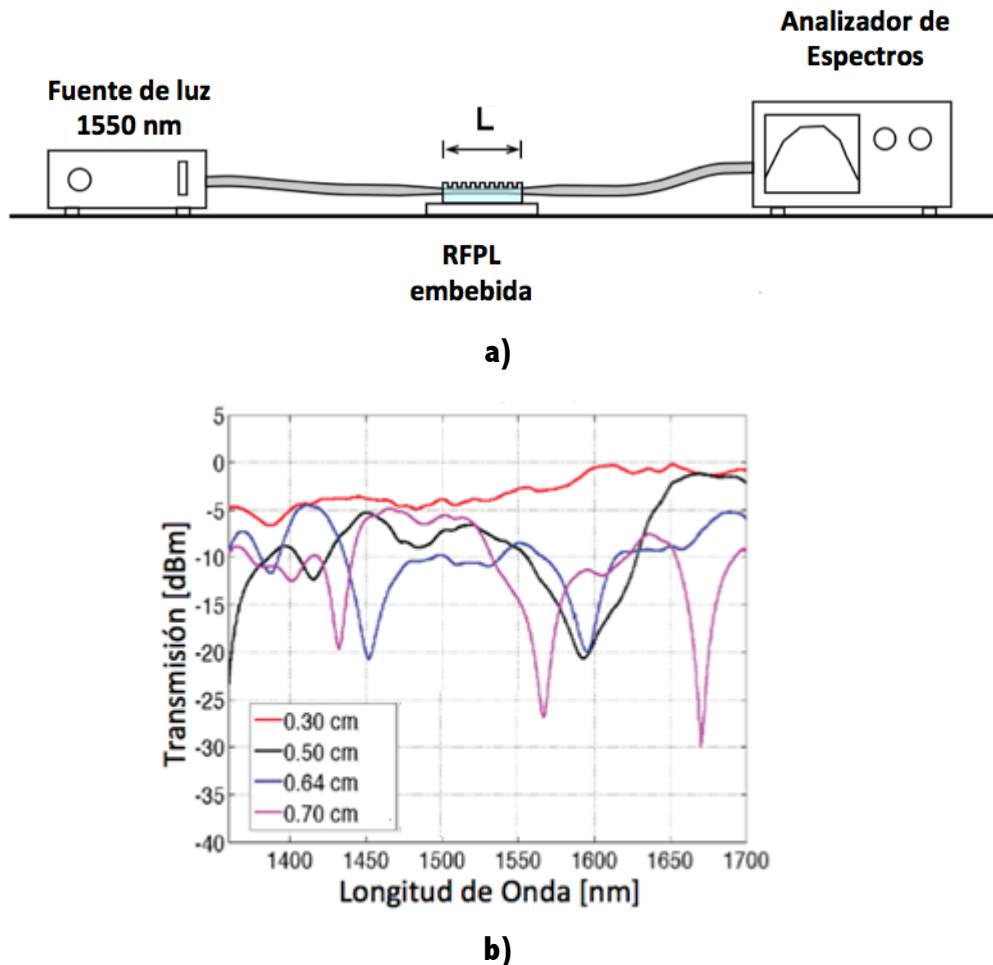 Analizador de
Espectros
Fuente de luz
1550 nm
L
RFPL
embebida
a)
5
0
-5
-10
-15
-20
-25
-30
-35
-40
Transmisión [dBm]
0.30 cm
0.50 cm
0.64 cm
0.70 cm
1400 1450 1500 1550 1600 1650 1700
Longitud de Onda [nm]
b)